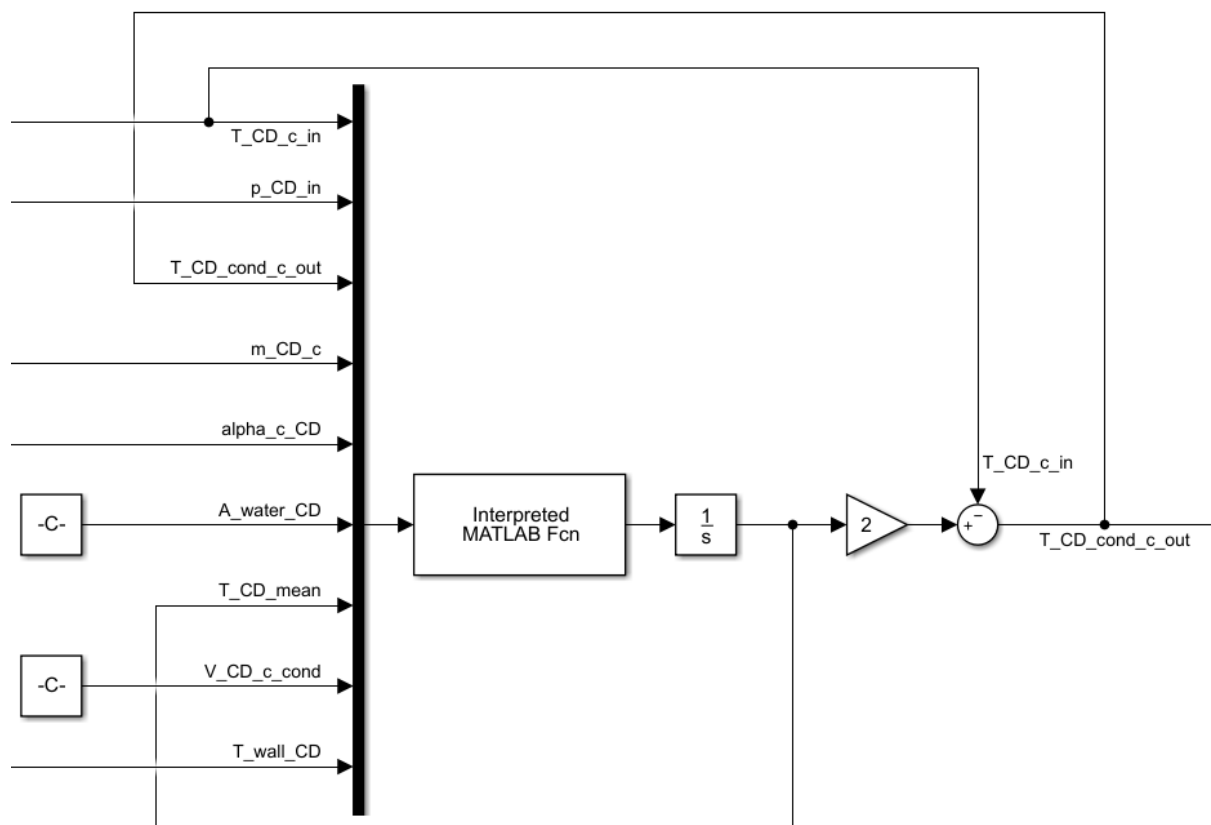 T_CD_c_in
p_CD_in
T_CD_cond_c_out
m_CD_c
alpha_c_CD
T_CD_c_in
-C-
A_water_CD
Interpreted
MATLAB Fcn
1
s
2
+
−
T_CD_cond_c_out
T_CD_mean
-C-
V_CD_c_cond
T_wall_CD